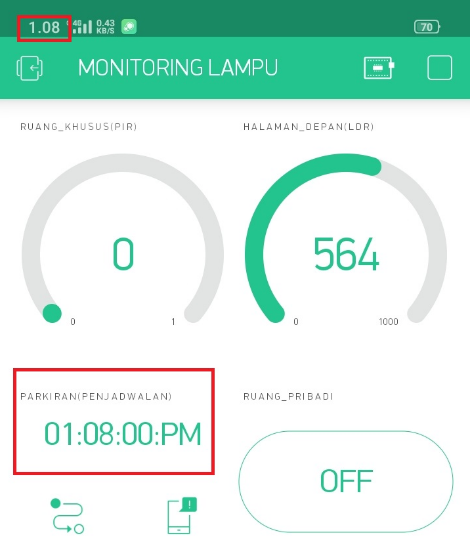 1.08 4G 0.43 KB/S 70
MONITORING LAMPU
RUANG_KHUSUS(PIR) HALAMAN_DEPAN(LDR)
0 564
0 1 0 1000
PARKIRAN(PENJADWALAN) RUANG_PRIBADI
01:08:00:PM
OFF